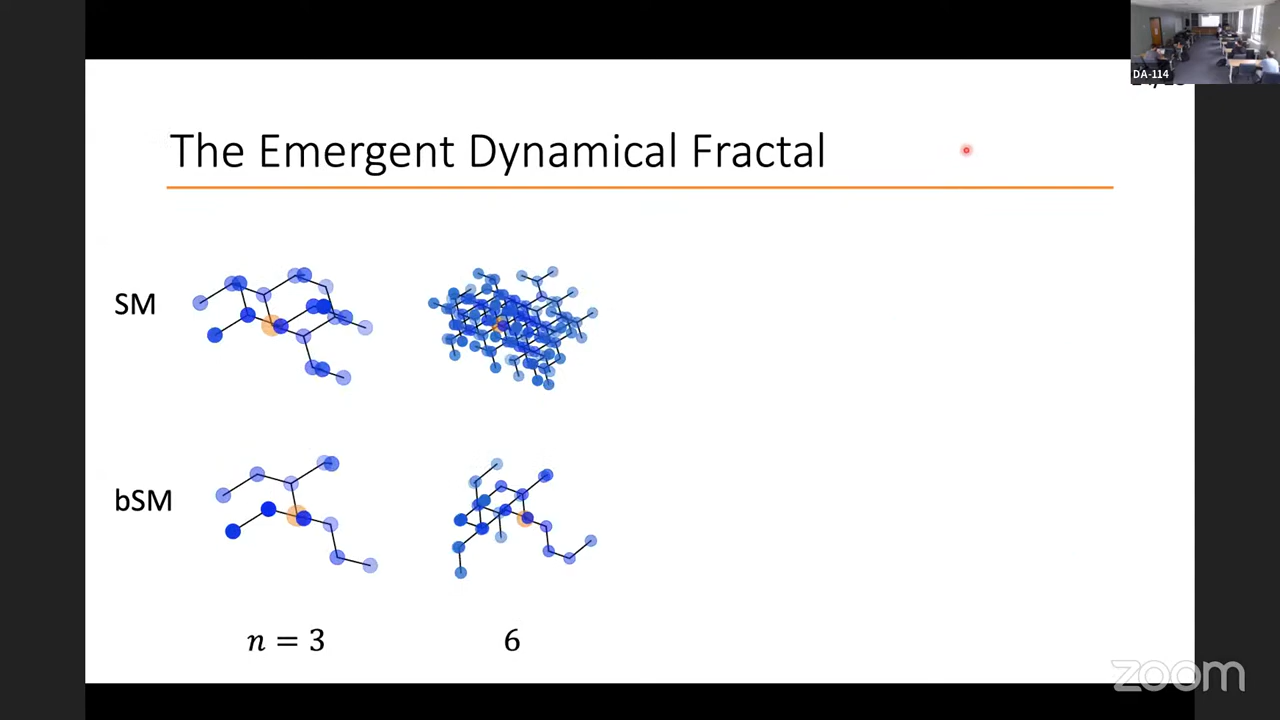 DA-114
The Emergent Dynamical Fractal
SM
bSM
n = 3
6
zoom